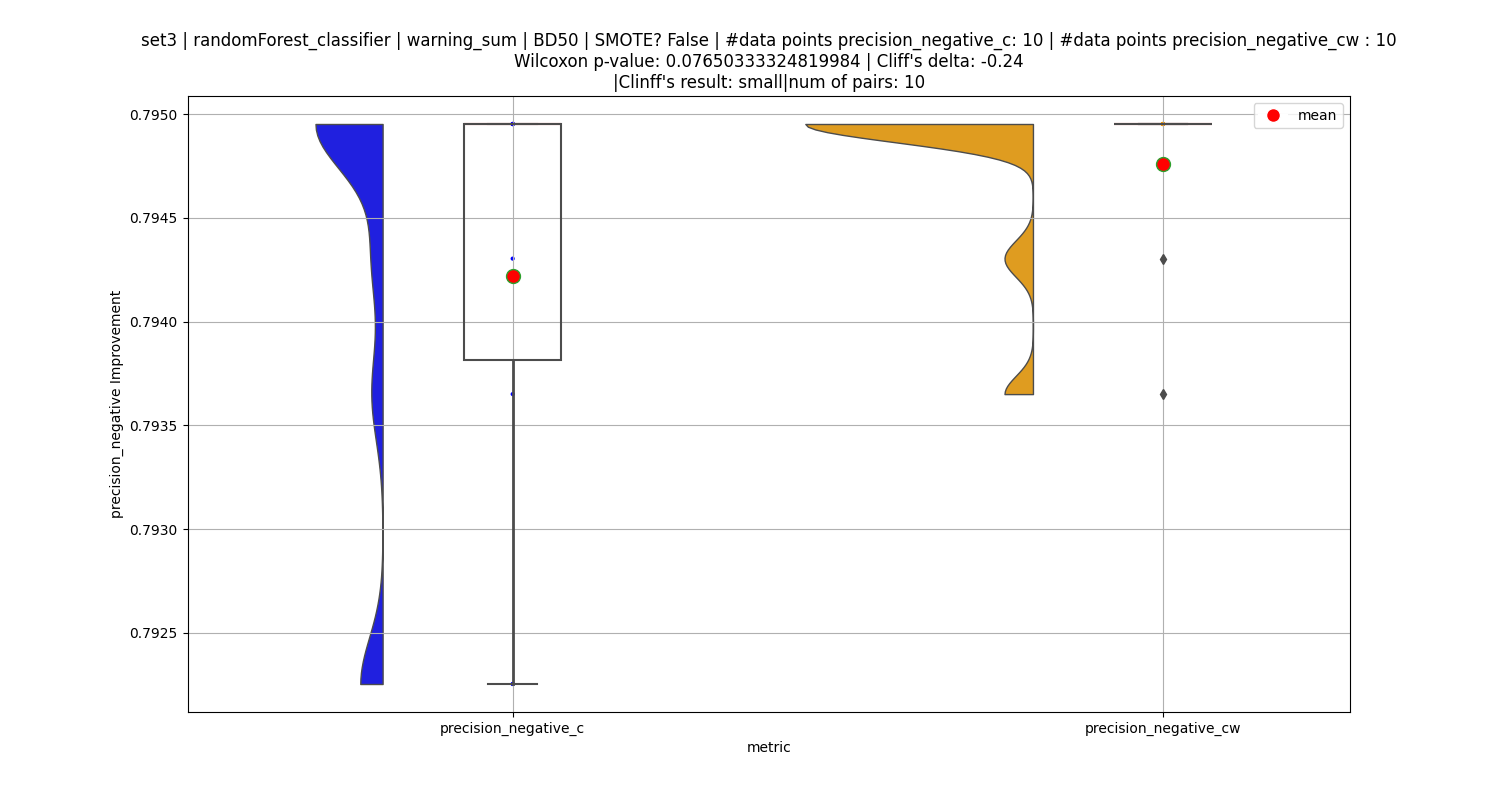 set3 | randomForest_classifier | warning_sum | BD50 | SMOTE? False | #data points precision_negative_c: 10 | #data points precision_negative_cw : 10
Wilcoxon p-value: 0.07650333324819984 | Cliff's delta: -0.24
|Clinff's result: small|num of pairs: 10
mean
0.7950
0.7945
0.7940
0.7935
0.7930
0.7925
precision_negative Improvement
precision_negative_c
precision_negative_cw
metric